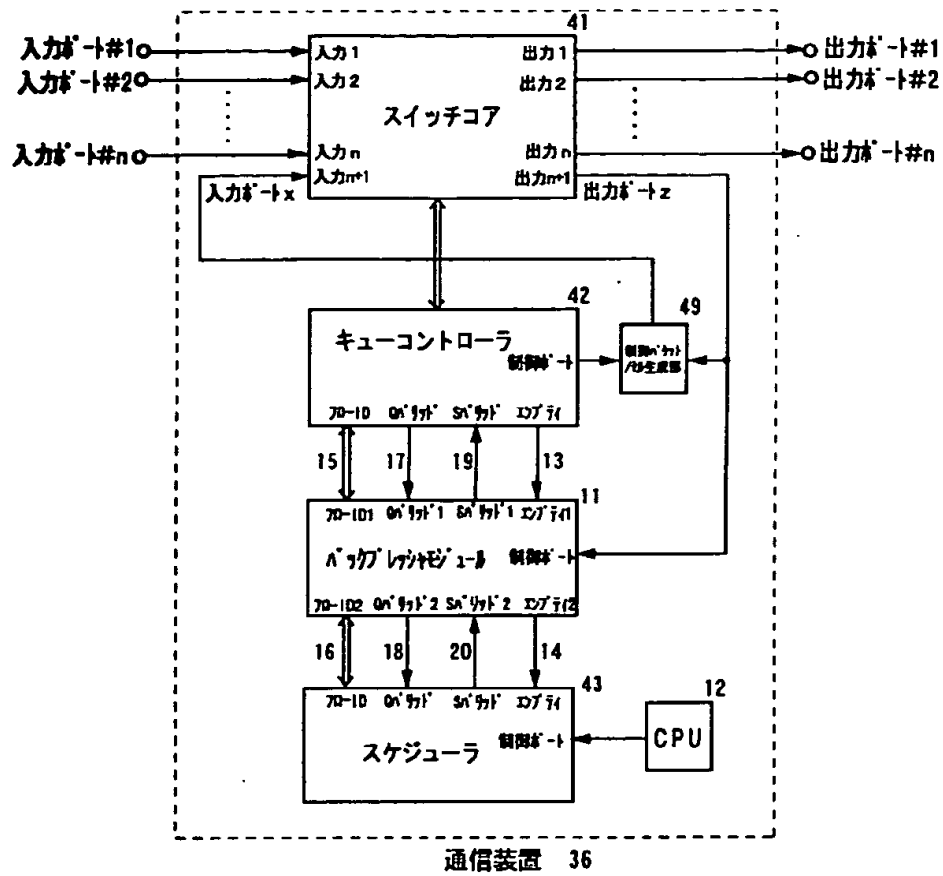 41
入力ポート#1
入力1
出力1
出力ポート#1
入力ポート#2
入力2
出力2
出力ポート#2
スイッチコア
入力ポート#n
入力n
出力n
出力ポート#n
入力n+1
出力n+1
入力ポートx
出力ポートz
42
49
キューコントローラ
制御ポート
制御パケット
/セル生成部
フローID
Qバリッド
Sバリッド
エンプティ
15
17
19
13
11
フローID1
Qバリッド1
Sバリッド1
エンプティ1
バックプレッシャモジュール
制御ポート
フローID2
Qバリッド2
Sバリッド2
エンプティ2
16
18
20
14
43
12
フローID
Qバリッド
Sバリッド
エンプティ
制御ポート
CPU
スケジューラ
通信装置 36